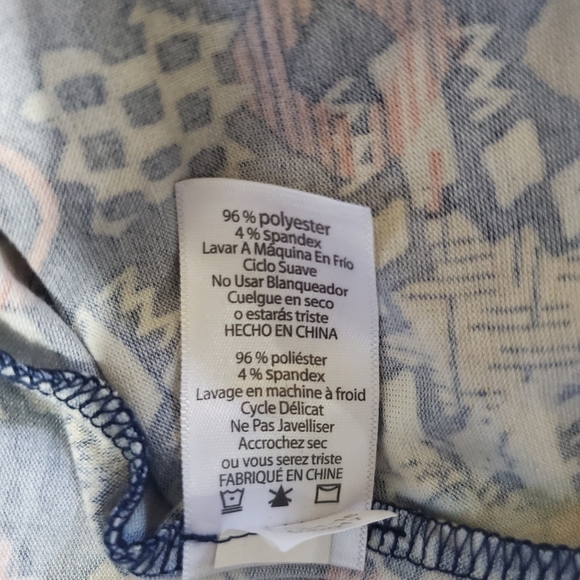 96 % polyester
4 % spandex
Lavar A Máquina En Frío
Ciclo Suave
No Usar Blanqueador
Cuelgue en seco
o estarás triste
HECHO EN CHINA
96 % poliéster
4 % spandex
Lavage en machine à froid
Cycle Délicat
Ne Pas Javelliser
Accrochez sec
ou vous serez triste
FABRIQUÉ EN CHINE